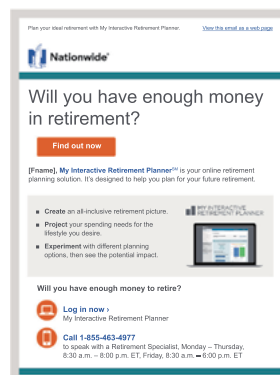 Plan your ideal retirement with My Interactive Retirement Planner. View this email as a web page
Nationwide®
Will you have enough money
in retirement?
Find out now
[Fname], My Interactive Retirement Planner℠ is your online retirement
planning solution. It's designed to help you plan for your future retirement.
MY INTERACTIVE
RETIREMENT PLANNER
■ Create an all-inclusive retirement picture.
■ Project your spending needs for the
lifestyle you desire.
■ Experiment with different planning
options, then see the potential impact.
Will you have enough money to retire?
Log in now ›
My Interactive Retirement Planner
Call 1-855-463-4977
to speak with a Retirement Specialist, Monday – Thursday,
8:30 a.m. – 8:00 p.m. ET, Friday, 8:30 a.m. – 6:00 p.m. ET